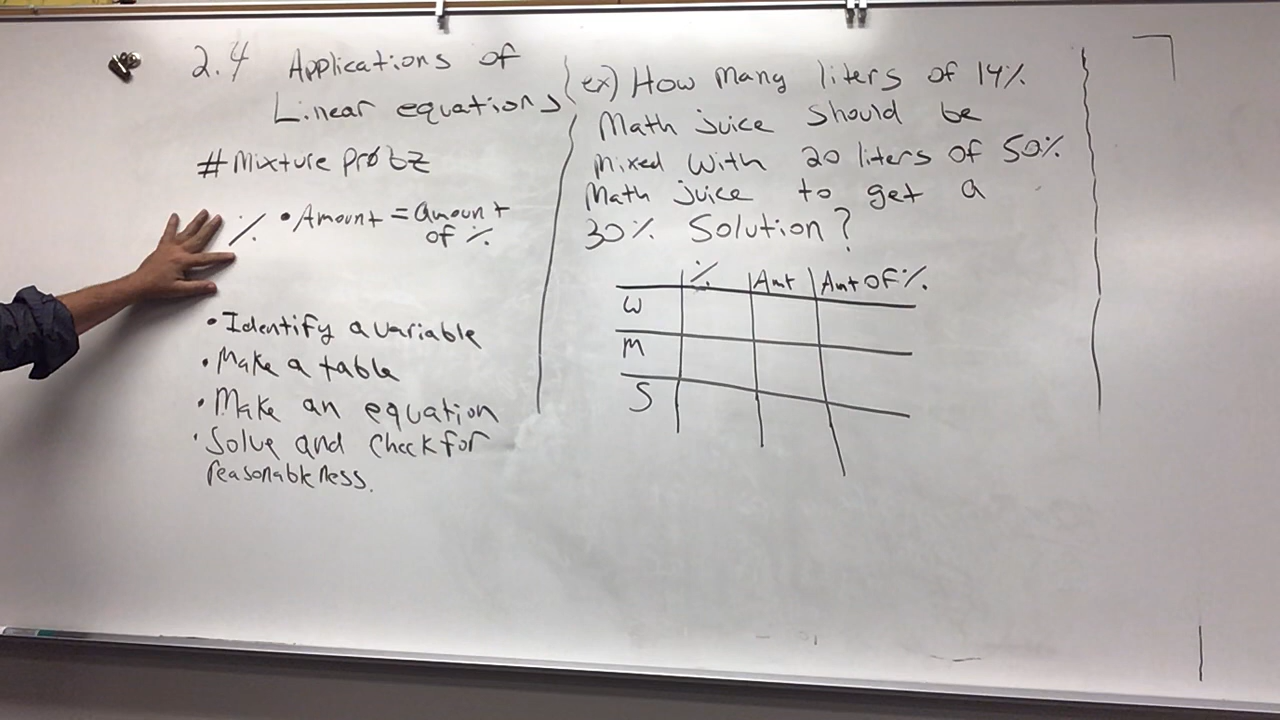 2.4 Applications of
Linear equations
# Mixture probz
% • Amount = amount
of %
• Identify a variable
• Make a table
• Make an equation
• Solve and check for
reasonableness.
ex) How many liters of 14%
Math juice should be
mixed with 20 liters of 50%
Math juice to get a
30% Solution?
% Amt Amt of %
W
M
S